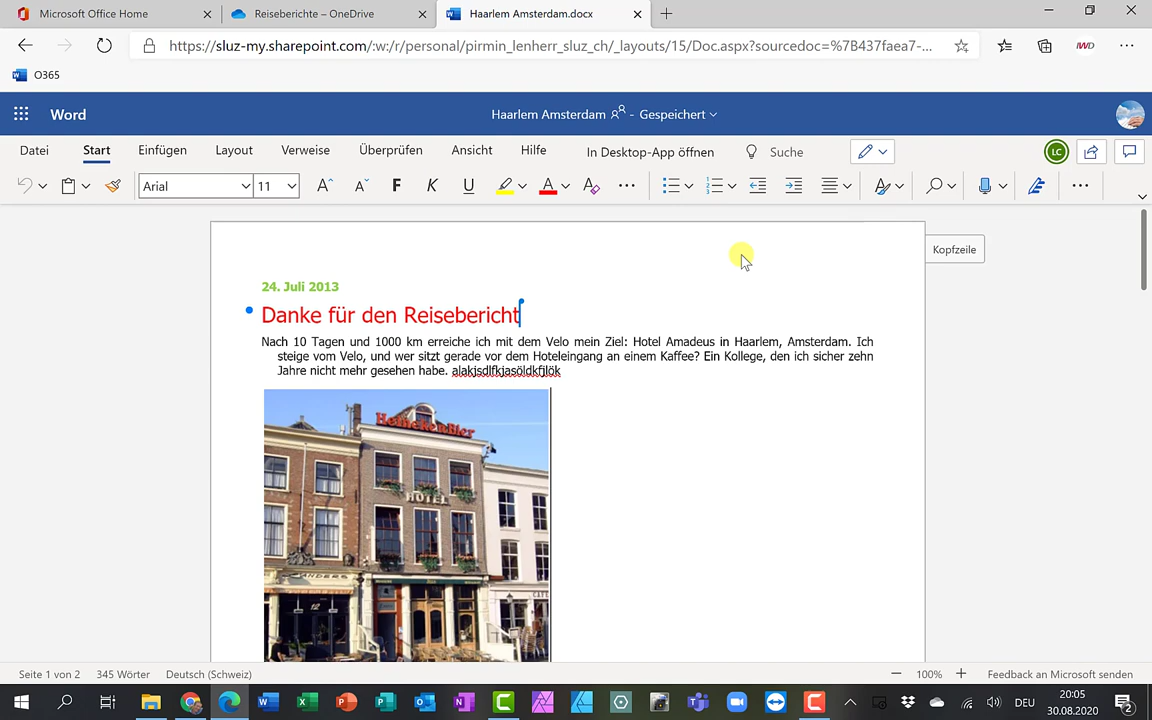 Microsoft Office Home
Reiseberichte – OneDrive
Haarlem Amsterdam.docx
https://sluz-my.sharepoint.com/:w:/r/personal/pirmin_lenherr_sluz_ch/_layouts/15/Doc.aspx?sourcedoc=%7B437faea7-...
O365
Word
Haarlem Amsterdam - Gespeichert
Datei Start Einfügen Layout Verweise Überprüfen Ansicht Hilfe In Desktop-App öffnen Suche
LC
Arial 11 F K U
Kopfzeile
24. Juli 2013
Danke für den Reisebericht
Nach 10 Tagen und 1000 km erreiche ich mit dem Velo mein Ziel: Hotel Amadeus in Haarlem, Amsterdam. Ich
steige vom Velo, und wer sitzt gerade vor dem Hoteleingang an einem Kaffee? Ein Kollege, den ich sicher zehn
Jahre nicht mehr gesehen habe. alakjsdlfkjasöldkfjlök
Heineken Bier
HOTEL
Seite 1 von 2 345 Wörter Deutsch (Schweiz) 100% Feedback an Microsoft senden
DEU
20:05
30.08.2020
2